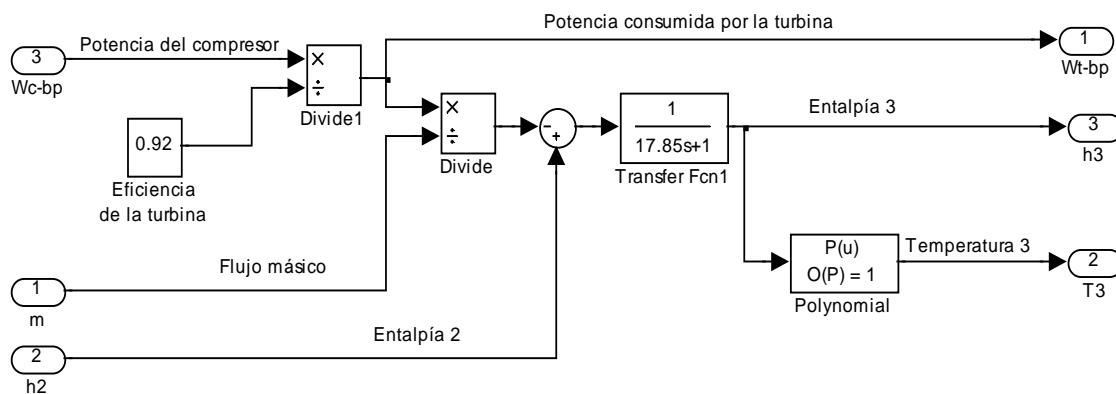 Potencia consumida por la turbina
Potencia del compresor
3
Wc-bp
×
÷
Divide1
1
Wt-bp
0.92
Eficiencia
de la turbina
×
÷
Divide
-
+
1
17.85s+1
Transfer Fcn1
Entalpía 3
3
h3
P(u)
O(P) = 1
Polynomial
Temperatura 3
2
T3
Flujo másico
1
m
Entalpía 2
2
h2